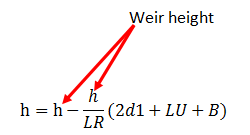 Weir height
h = h − h/LR (2d1 + LU + B)